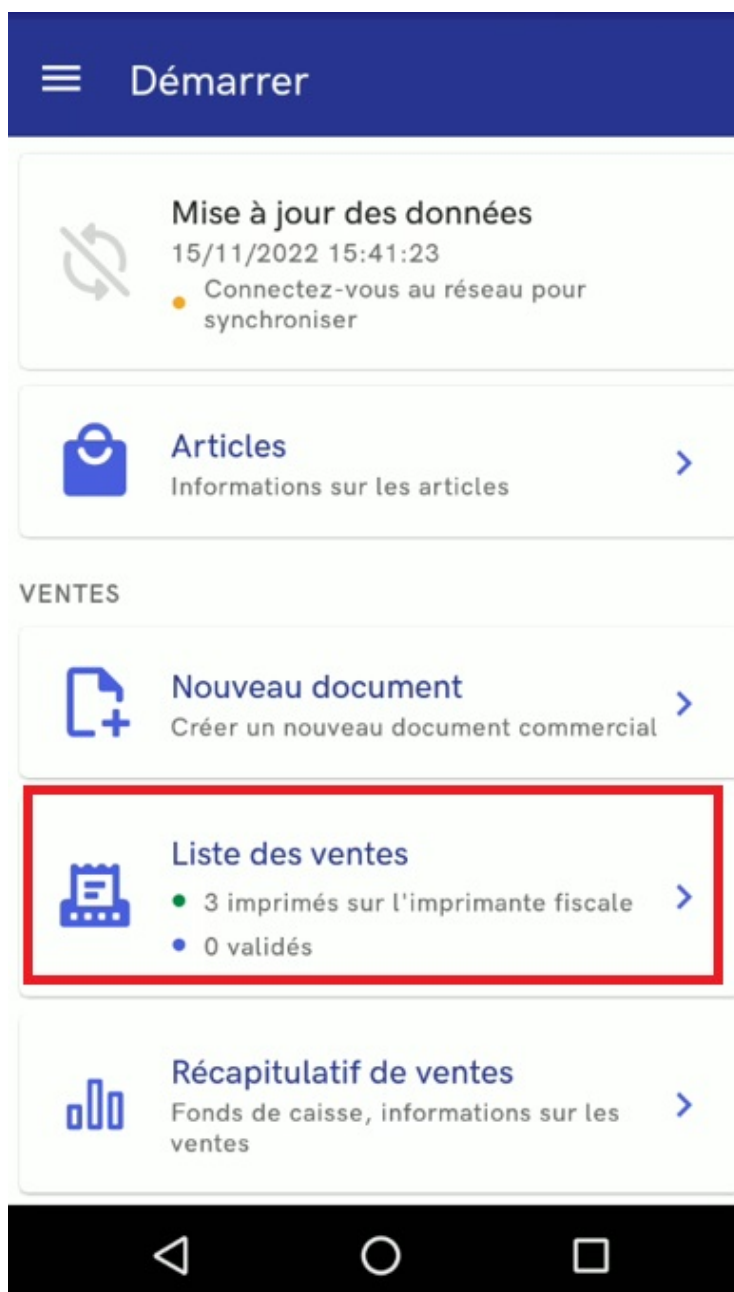 Démarrer
Mise à jour des données
15/11/2022 15:41:23
Connectez-vous au réseau pour
synchroniser
Articles
Informations sur les articles
VENTES
Nouveau document
Créer un nouveau document commercial
Liste des ventes
3 imprimés sur l'imprimante fiscale
0 validés
Récapitulatif de ventes
Fonds de caisse, informations sur les
ventes